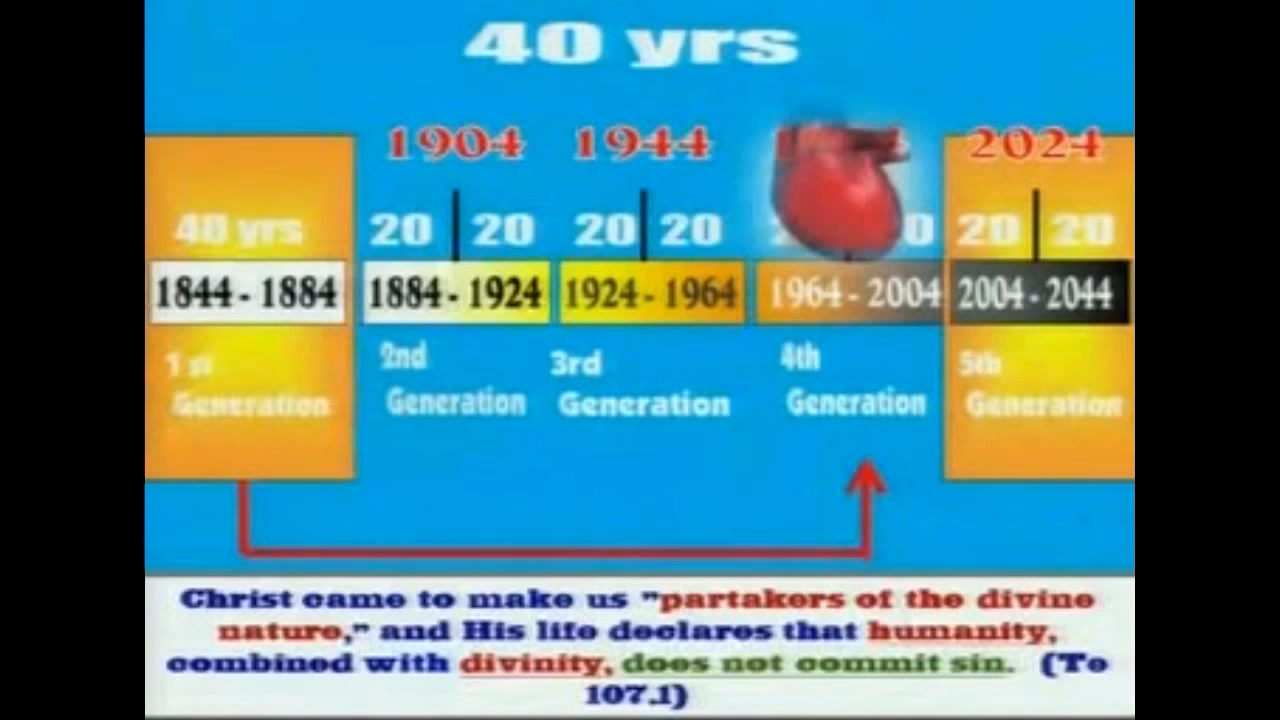 40 yrs
1904 1944 2024
40 yrs 20 20 20 20 0 20 20
1844 - 1884 1884 - 1924 1924 - 1964 1964 - 2004 2004 - 2044
1st 2nd 3rd 4th 5th
Generation Generation Generation Generation Generation
Christ came to make us "partakers of the divine
nature," and His life declares that humanity,
combined with divinity, does not commit sin. (Te
107.1)